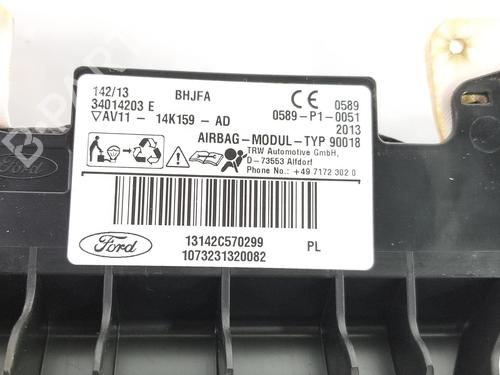 142/13 BHJFA CE 0589
34014203 E 0589-P1-0051
▽AV11 - 14K159 - AD 2013
AIRBAG-MODUL-TYP 90018
TRW Automotive GmbH,
D-73553 Alfdorf
Phone No.: +49 7172 302 0
Ford
Ford
13142C570299 PL
1073231320082